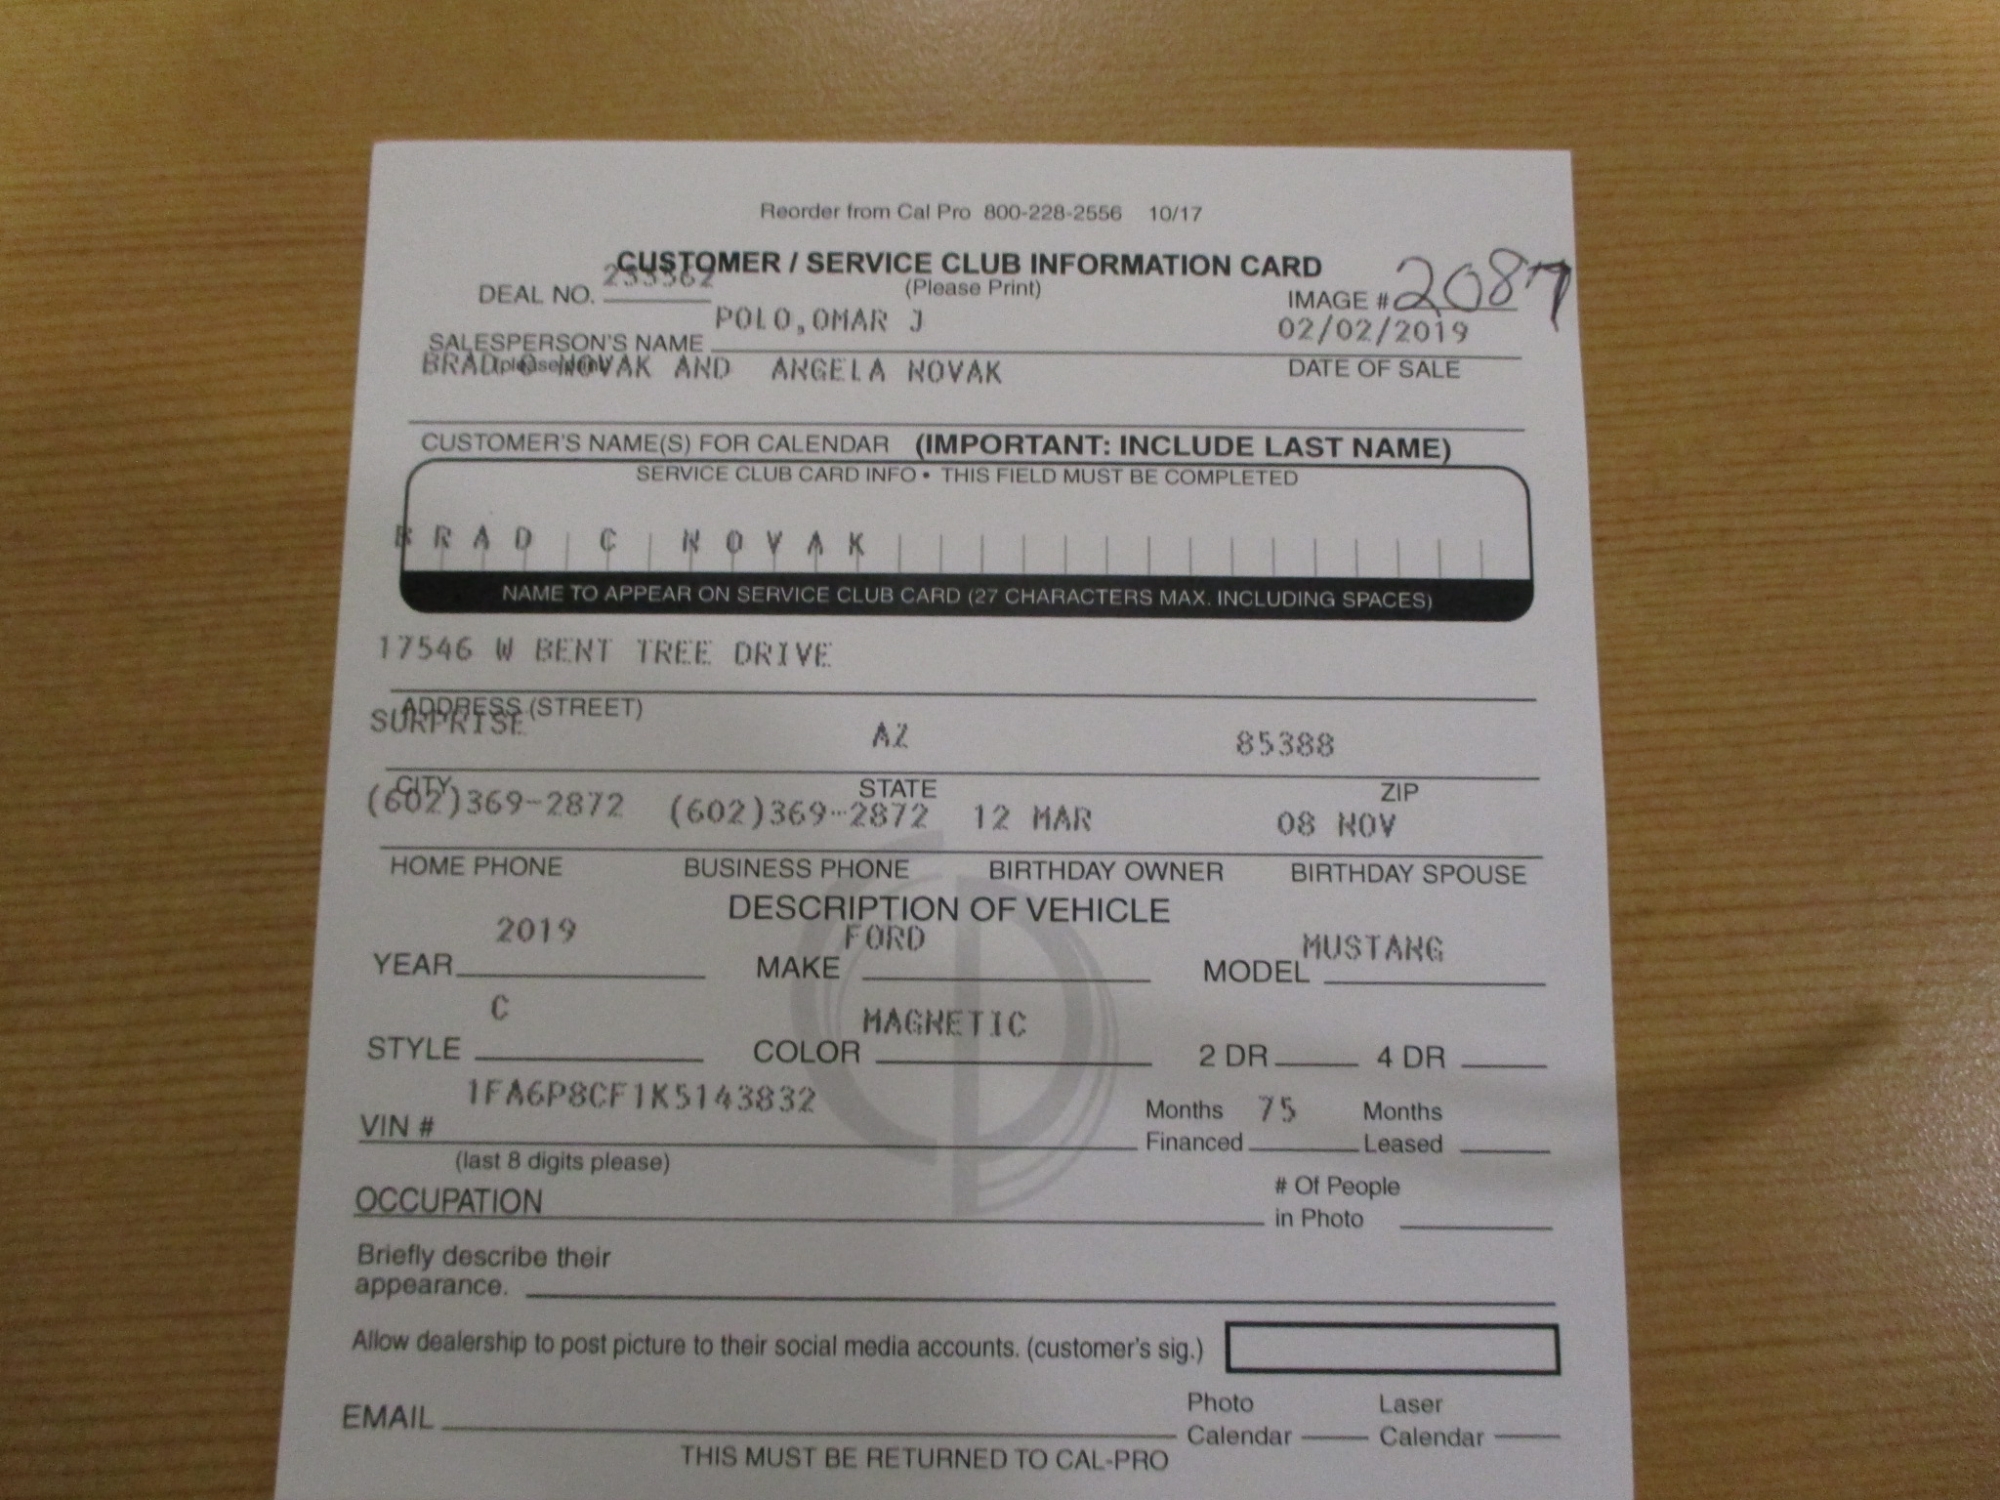 Reorder from Cal Pro 800-228-2556 10/17
CUSTOMER / SERVICE CLUB INFORMATION CARD
(Please Print)
DEAL NO. 233362
IMAGE # 2087
SALESPERSON'S NAME POLO,OMAR J
02/02/2019
(please print)
BRAD C NOVAK AND ANGELA NOVAK
DATE OF SALE
CUSTOMER'S NAME(S) FOR CALENDAR (IMPORTANT: INCLUDE LAST NAME)
SERVICE CLUB CARD INFO • THIS FIELD MUST BE COMPLETED
BRAD C NOVAK
NAME TO APPEAR ON SERVICE CLUB CARD (27 CHARACTERS MAX. INCLUDING SPACES)
17546 W BENT TREE DRIVE
ADDRESS (STREET)
SURPRISE AZ 85388
CITY STATE ZIP
(602)369-2872 (602)369-2872 12 MAR 08 NOV
HOME PHONE BUSINESS PHONE BIRTHDAY OWNER BIRTHDAY SPOUSE
DESCRIPTION OF VEHICLE
YEAR 2019 MAKE FORD MODEL MUSTANG
STYLE C COLOR MAGNETIC 2 DR 4 DR
VIN # 1FA6P8CF1K5143832
Months Financed 75 Months Leased
(last 8 digits please)
OCCUPATION
# Of People in Photo
Briefly describe their
appearance.
Allow dealership to post picture to their social media accounts. (customer's sig.)
EMAIL
Photo Calendar Laser Calendar
THIS MUST BE RETURNED TO CAL-PRO